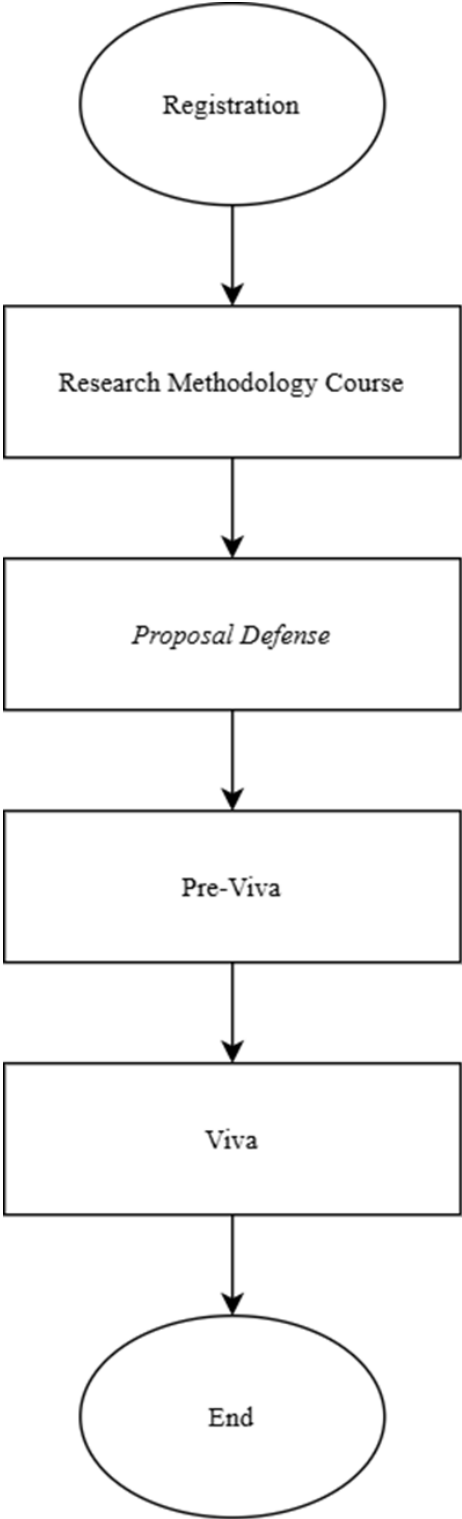 Registration
Research Methodology Course
Proposal Defense
Pre-Viva
Viva
End